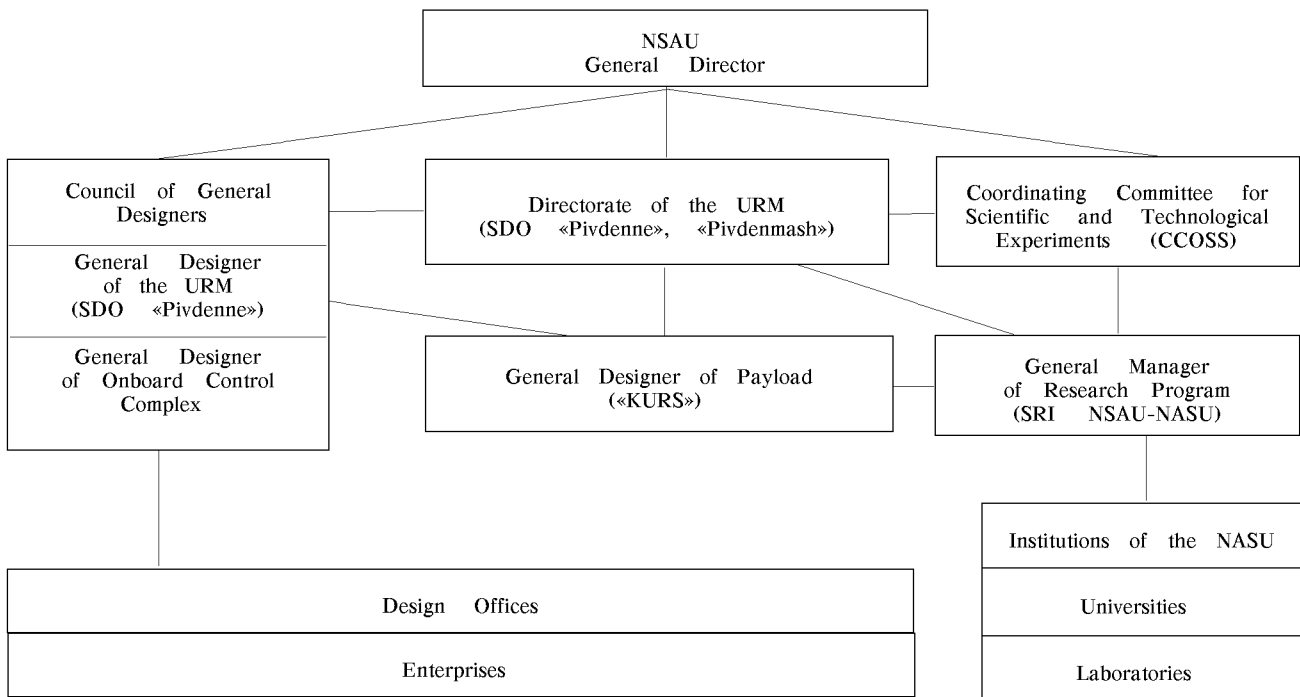 NSAU
General Director
Council of General
Designers
General Designer
of the URM
(SDO «Pivdenne»)
General Designer
of Onboard Control
Complex
Directorate of the URM
(SDO «Pivdenne», «Pivdenmash»)
Coordinating Committee for
Scientific and Technological
Experiments (CCOSS)
General Designer of Payload
(«KURS»)
General Manager
of Research Program
(SRI NSAU-NASU)
Design Offices
Enterprises
Institutions of the NASU
Universities
Laboratories